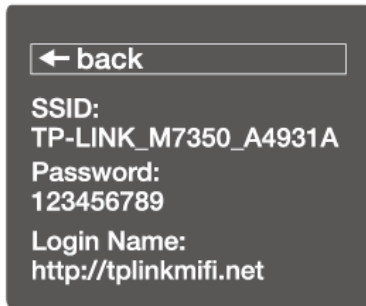 ← back
SSID:
TP-LINK_M7350_A4931A
Password:
123456789
Login Name:
http://tplinkmifi.net